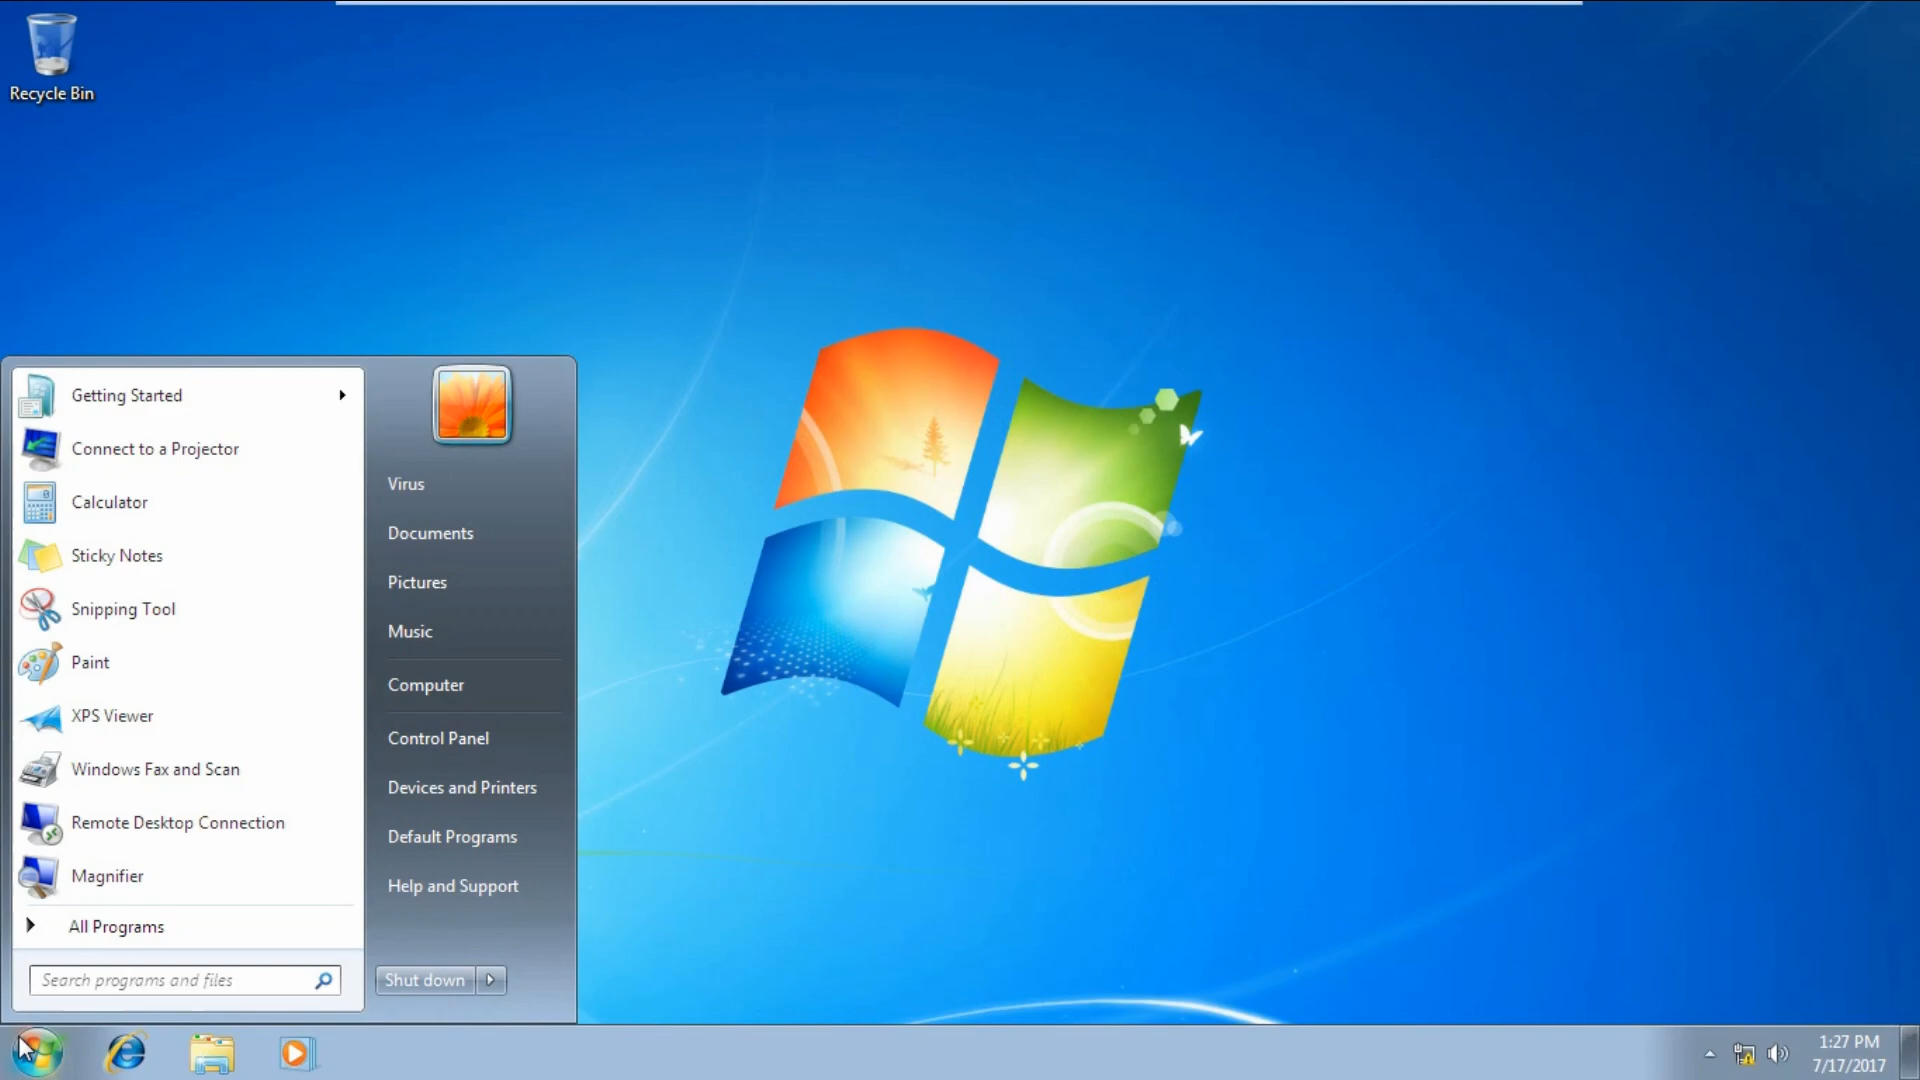 Recycle Bin
Getting Started
Connect to a Projector
Calculator
Sticky Notes
Snipping Tool
Paint
XPS Viewer
Windows Fax and Scan
Remote Desktop Connection
Magnifier
All Programs
Search programs and files
Virus
Documents
Pictures
Music
Computer
Control Panel
Devices and Printers
Default Programs
Help and Support
Shut down
1:27 PM
7/17/2017